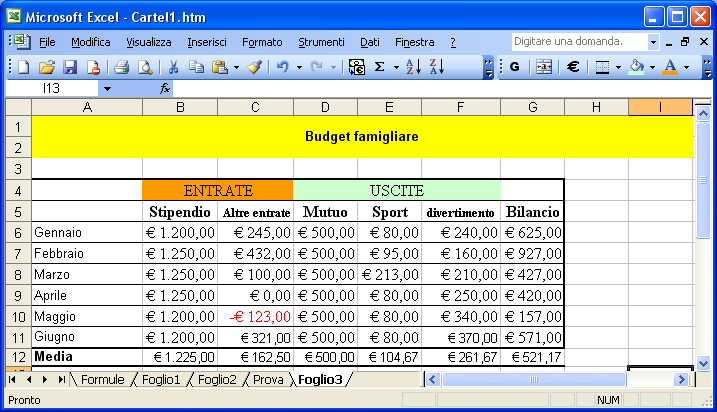 Microsoft Excel - Cartel1.htm
File Modifica Visualizza Inserisci Formato Strumenti Dati Finestra ? Digitare una domanda.
Σ A Z Z A G € A
I13 fx
A B C D E F G H I
1 Budget famigliare
2
3
4 ENTRATE USCITE
5 Stipendio Altre entrate Mutuo Sport divertimento Bilancio
6 Gennaio € 1.200,00 € 245,00 € 500,00 € 80,00 € 240,00 € 625,00
7 Febbraio € 1.200,00 € 432,00 € 500,00 € 95,00 € 160,00 € 927,00
8 Marzo € 1.200,00 € 100,00 € 500,00 € 213,00 € 210,00 € 427,00
9 Aprile € 1.200,00 € 0,00 € 500,00 € 80,00 € 250,00 € 420,00
10 Maggio € 1.200,00 -€ 123,00 € 500,00 € 80,00 € 340,00 € 157,00
11 Giugno € 1.200,00 € 321,00 € 500,00 € 80,00 € 370,00 € 571,00
12 Media € 1.225,00 € 162,50 € 500,00 € 104,67 € 261,67 € 521,17
Formule Foglio1 Foglio2 Prova Foglio3
Pronto NUM